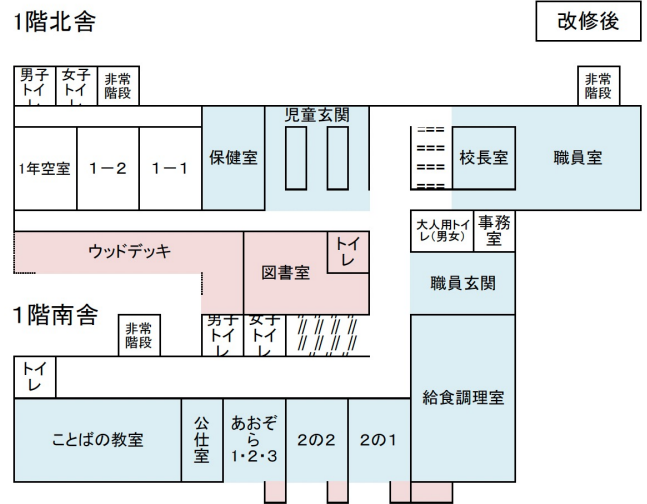 1階北舎
改修後
男子
トイ
レ
女子
トイ
レ
非常
階段
非常
階段
児童玄関
1年空室
1－2
1－1
保健室
校長室
職員室
大人用トイ
レ(男女)
事務
室
ウッドデッキ
図書室
トイ
レ
職員玄関
1階南舎
非常
階段
男子
トイ
レ
女子
トイ
レ
トイ
レ
給食調理室
ことばの教室
公
仕
室
あおぞ
ら
1・2・3
2の2
2の1